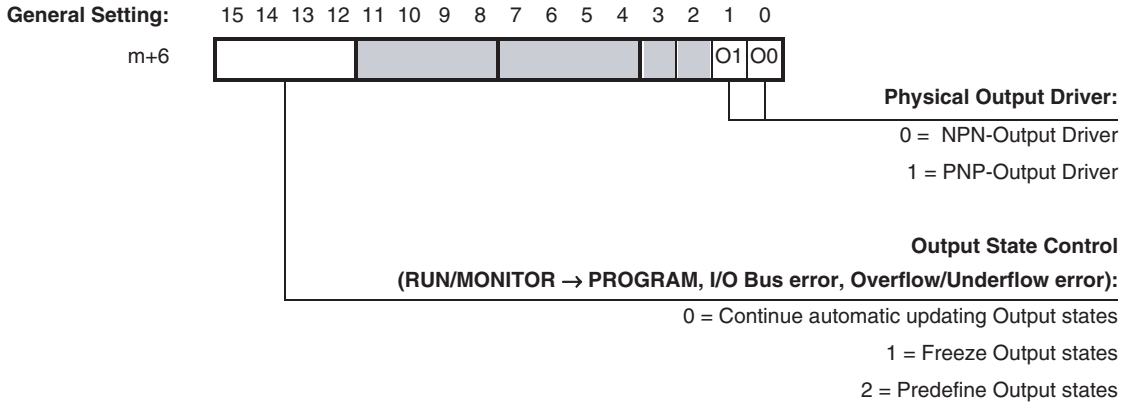 General Setting: 15 14 13 12 11 10 9 8 7 6 5 4 3 2 1 0
m+6 O1 O0
Physical Output Driver:
0 = NPN-Output Driver
1 = PNP-Output Driver
Output State Control
(RUN/MONITOR → PROGRAM, I/O Bus error, Overflow/Underflow error):
0 = Continue automatic updating Output states
1 = Freeze Output states
2 = Predefine Output states